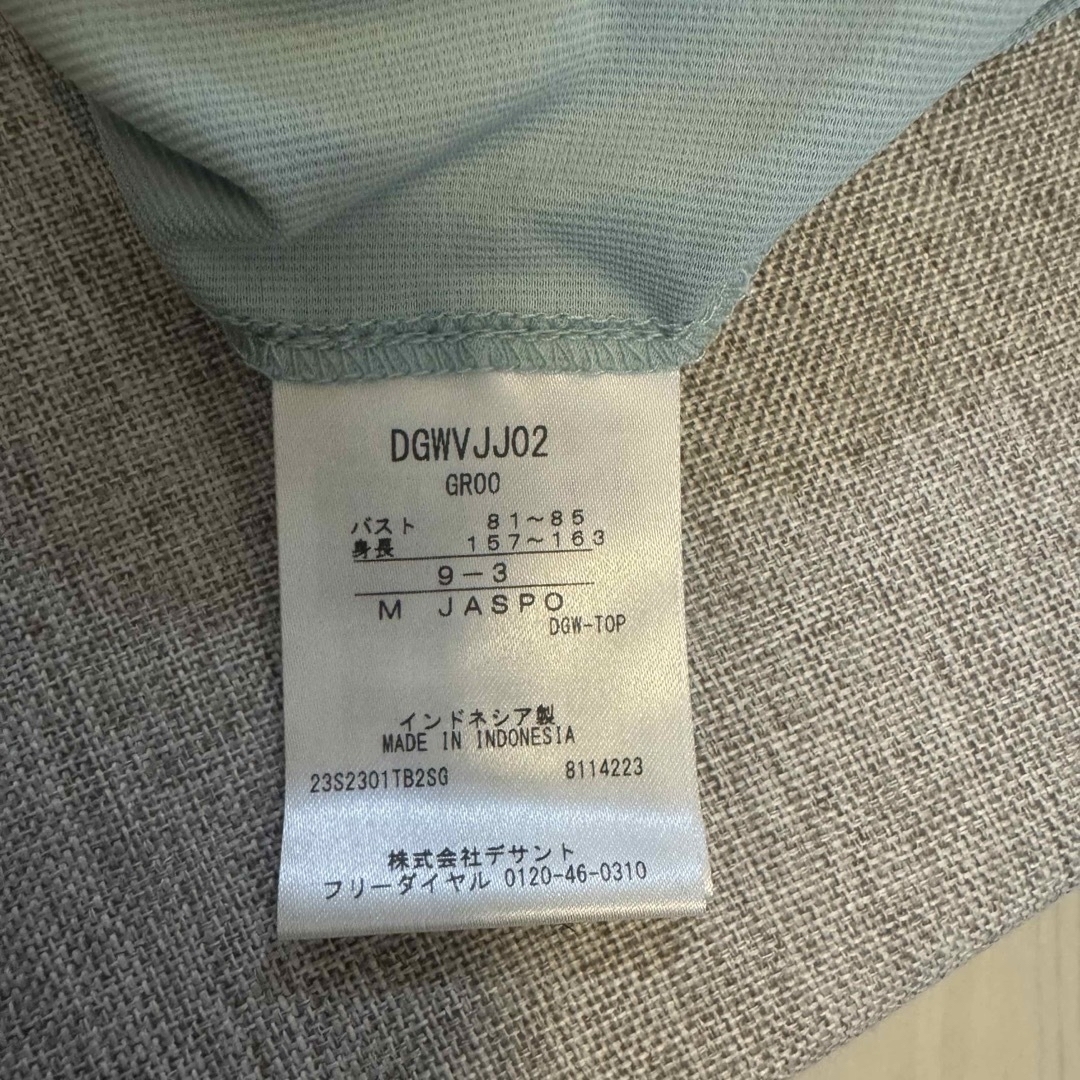 DGWVJJ02
GR00
バスト 81～85
身長 157～163
9-3
M JASPO
DGW-TOP
インドネシア製
MADE IN INDONESIA
23S2301TB2SG 8114223
株式会社デサント
フリーダイヤル 0120-46-0310